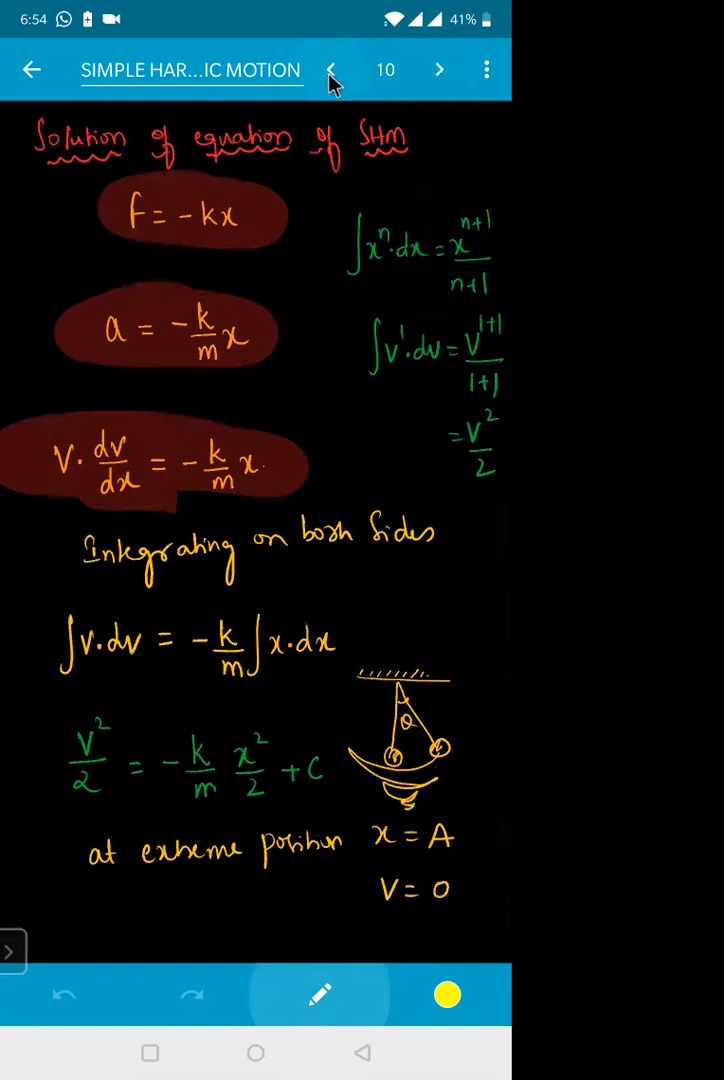 6:54 41%
SIMPLE HAR...IC MOTION 10
Solution of equation of SHM
f = -kx
a = -k/m x
V. dv/dx = -k/m x.
∫xⁿ.dx = xⁿ⁺¹/n+1
∫v¹.dv = v¹⁺¹/1+1
= v²/2
Integrating on both sides
∫v.dv = -k/m ∫x.dx
v²/2 = -k/m x²/2 + c
θ
at extreme position x = A
V = 0